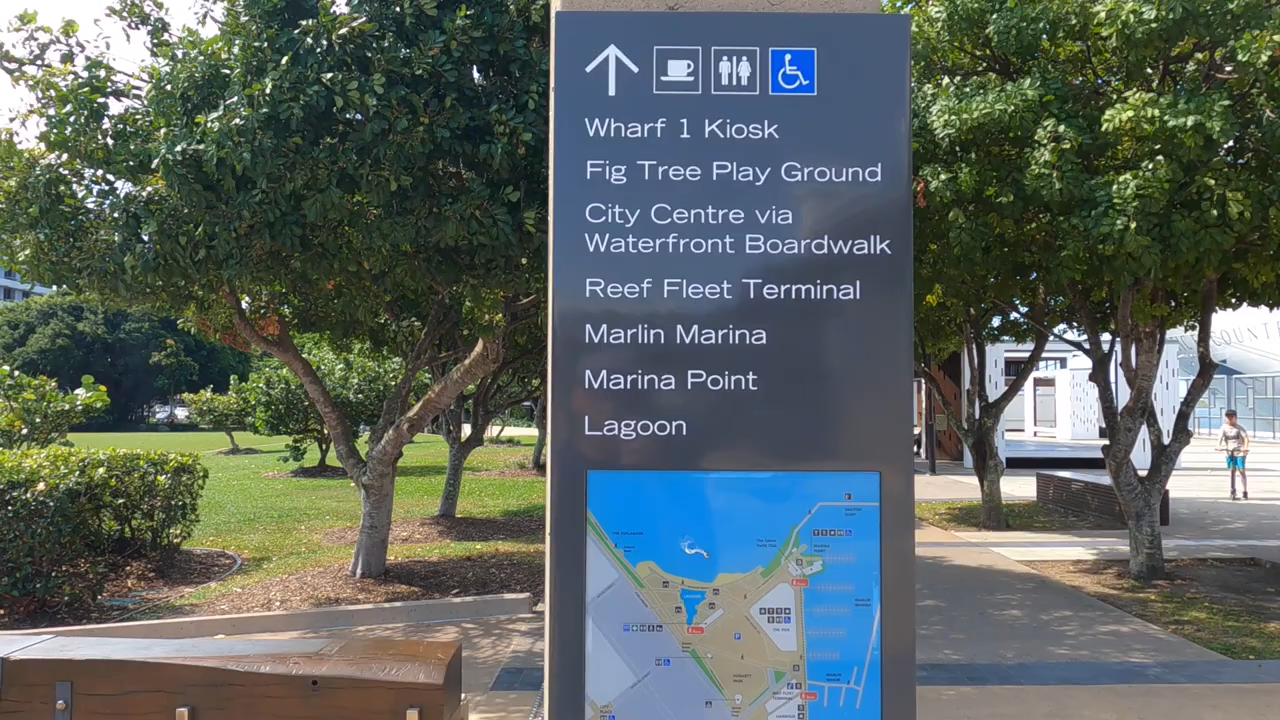 Wharf 1 Kiosk
Fig Tree Play Ground
City Centre via
Waterfront Boardwalk
Reef Fleet Terminal
Marlin Marina
Marina Point
Lagoon